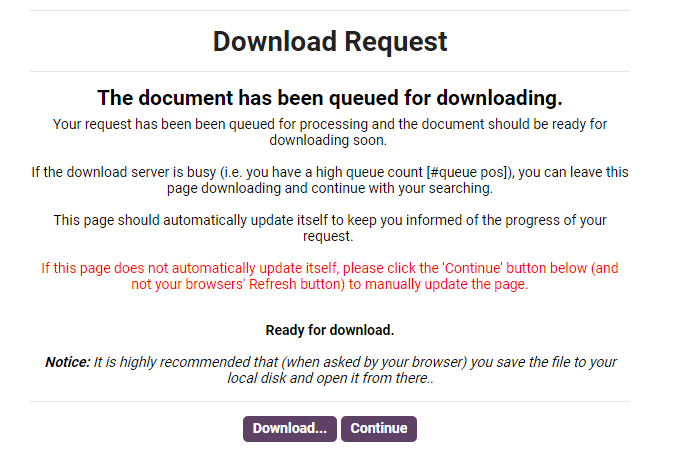 Download Request
The document has been queued for downloading.
Your request has been been queued for processing and the document should be ready for
downloading soon.
If the download server is busy (i.e. you have a high queue count [#queue pos]), you can leave this
page downloading and continue with your searching.
This page should automatically update itself to keep you informed of the progress of your
request.
If this page does not automatically update itself, please click the 'Continue' button below (and
not your browsers' Refresh button) to manually update the page.
Ready for download.
Notice: It is highly recommended that (when asked by your browser) you save the file to your
local disk and open it from there..
Download... Continue